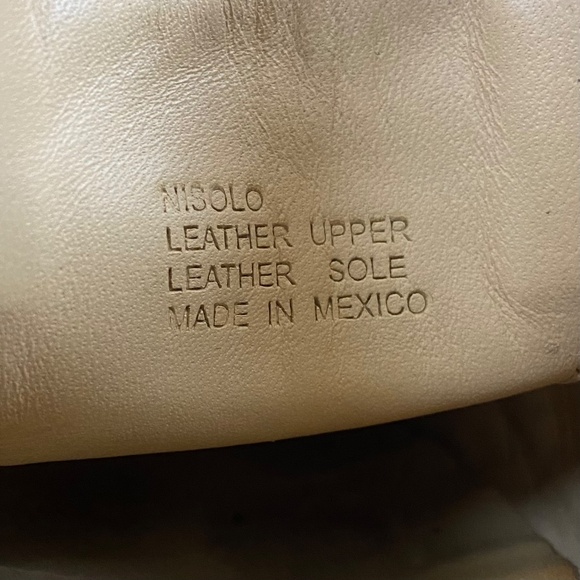 NISOLO
LEATHER UPPER
LEATHER SOLE
MADE IN MEXICO